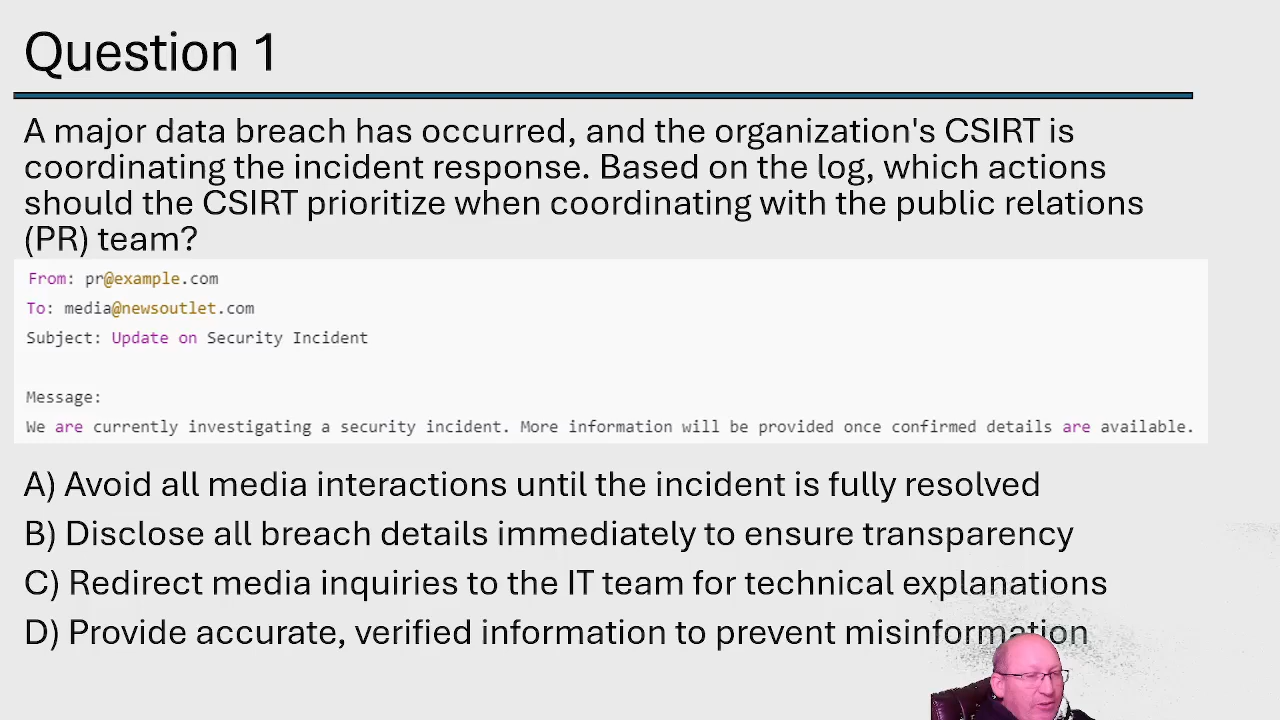 Question 1
A major data breach has occurred, and the organization's CSIRT is
coordinating the incident response. Based on the log, which actions
should the CSIRT prioritize when coordinating with the public relations
(PR) team?
From: pr@example.com
To: media@newsoutlet.com
Subject: Update on Security Incident
Message:
We are currently investigating a security incident. More information will be provided once confirmed details are available.
A) Avoid all media interactions until the incident is fully resolved
B) Disclose all breach details immediately to ensure transparency
C) Redirect media inquiries to the IT team for technical explanations
D) Provide accurate, verified information to prevent misinformation